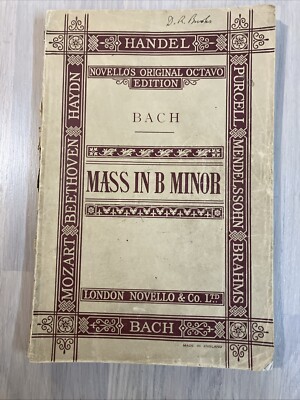 D. R. Burke
HANDEL
NOVELLO'S ORIGINAL OCTAVO
EDITION
BACH
MASS IN B MINOR
LONDON NOVELLO & CO. LTD.
BACH
HAYDN
BEETHOVEN
MOZART
PURCELL
MENDELSSOHN
BRAHMS
MADE IN ENGLAND